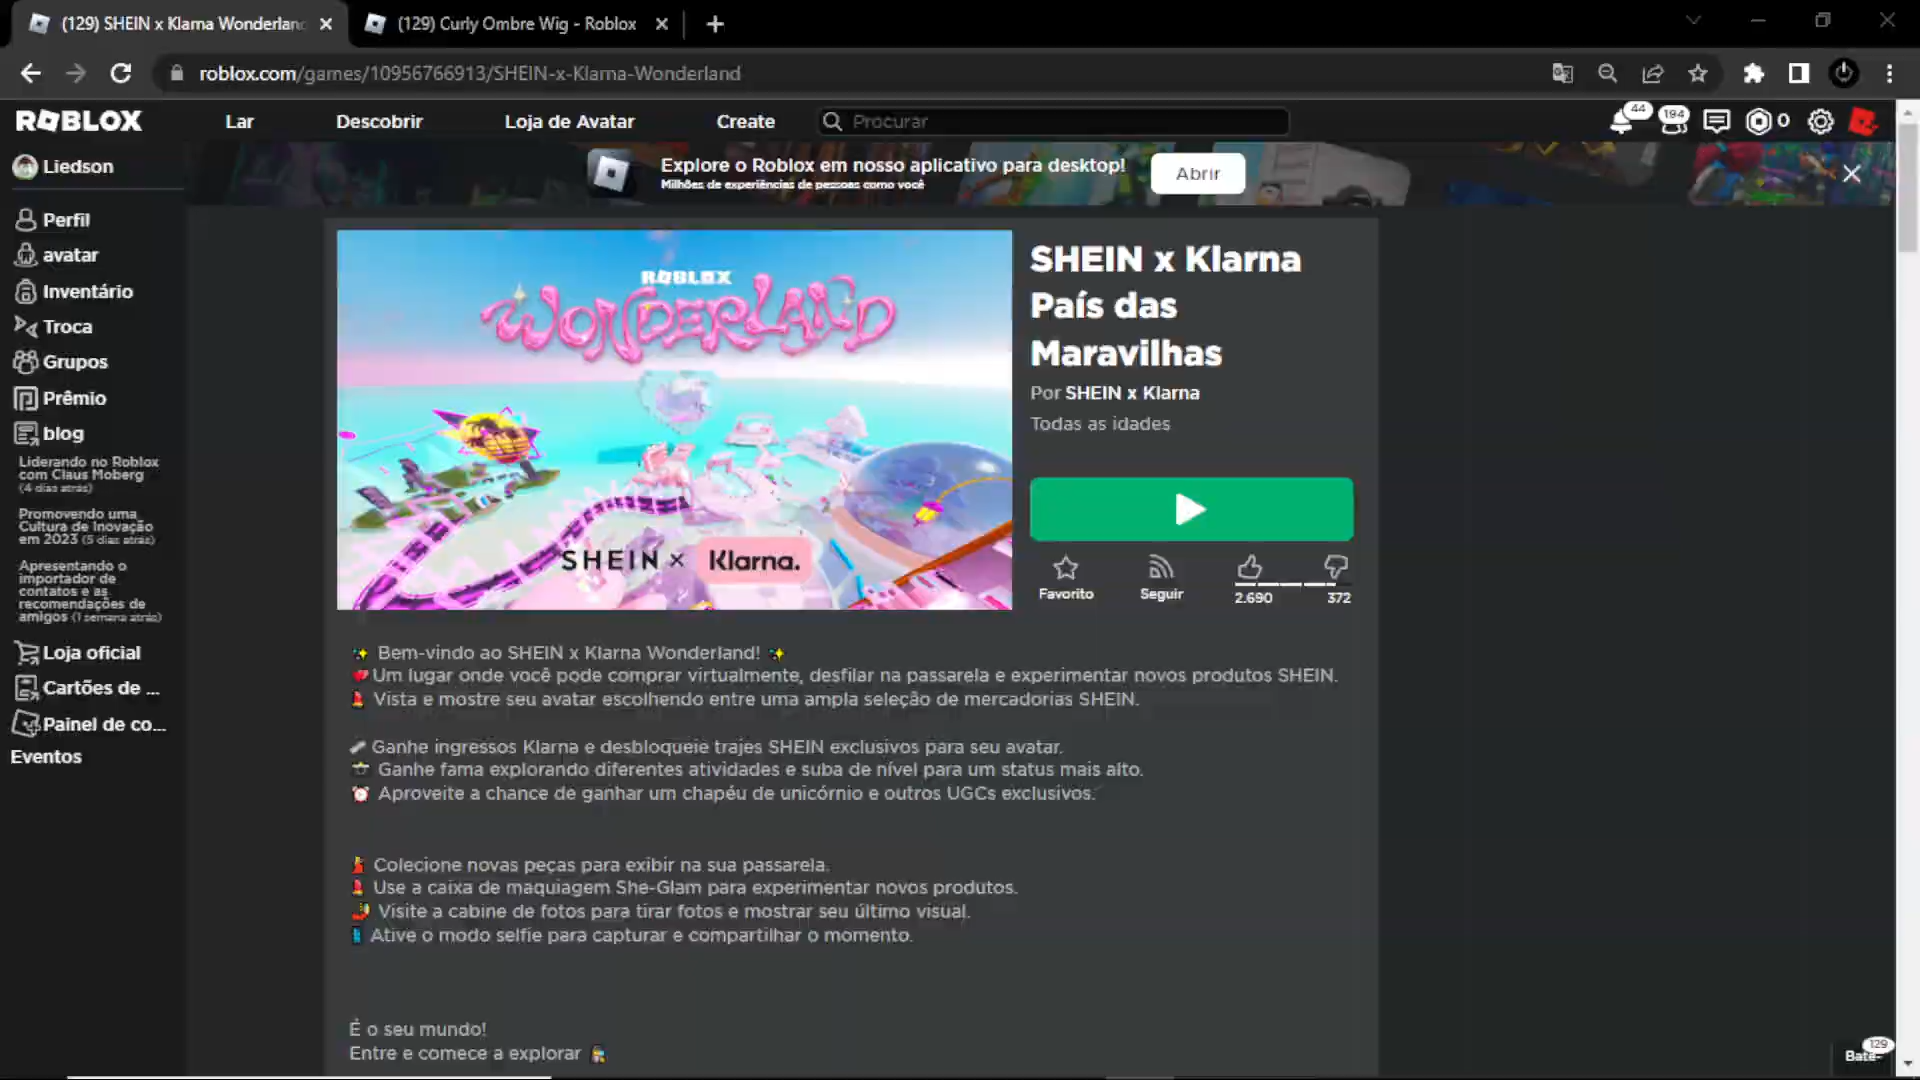 (129) SHEIN x Klarna Wonderland
(129) Curly Ombre Wig - Roblox
roblox.com/games/10956766913/SHEIN-x-Klarna-Wonderland
ROBLOX
Lar
Descobrir
Loja de Avatar
Create
Procurar
44
194
0
Liedson
Explore o Roblox em nosso aplicativo para desktop!
Milhões de experiências de pessoas como você
Abrir
Perfil
avatar
Inventário
Troca
Grupos
Prêmio
blog
Liderando no Roblox
com Claus Moberg
(4 dias atrás)
Promovendo uma
Cultura de Inovação
em 2023 (5 dias atrás)
Apresentando o
importador de
contatos e as
recomendações de
amigos (1 semana atrás)
Loja oficial
Cartões de ...
Painel de co...
Eventos
ROBLOX
WONDERLAND
SHEIN × Klarna.
SHEIN x Klarna
País das
Maravilhas
Por SHEIN x Klarna
Todas as idades
Favorito
Seguir
2.690
372
Bem-vindo ao SHEIN x Klarna Wonderland!
Um lugar onde você pode comprar virtualmente, desfilar na passarela e experimentar novos produtos SHEIN.
Vista e mostre seu avatar escolhendo entre uma ampla seleção de mercadorias SHEIN.
Ganhe ingressos Klarna e desbloqueie trajes SHEIN exclusivos para seu avatar.
Ganhe fama explorando diferentes atividades e suba de nível para um status mais alto.
Aproveite a chance de ganhar um chapéu de unicórnio e outros UGCs exclusivos.
Colecione novas peças para exibir na sua passarela.
Use a caixa de maquiagem She-Glam para experimentar novos produtos.
Visite a cabine de fotos para tirar fotos e mostrar seu último visual.
Ative o modo selfie para capturar e compartilhar o momento.
É o seu mundo!
Entre e comece a explorar
129
Bate-